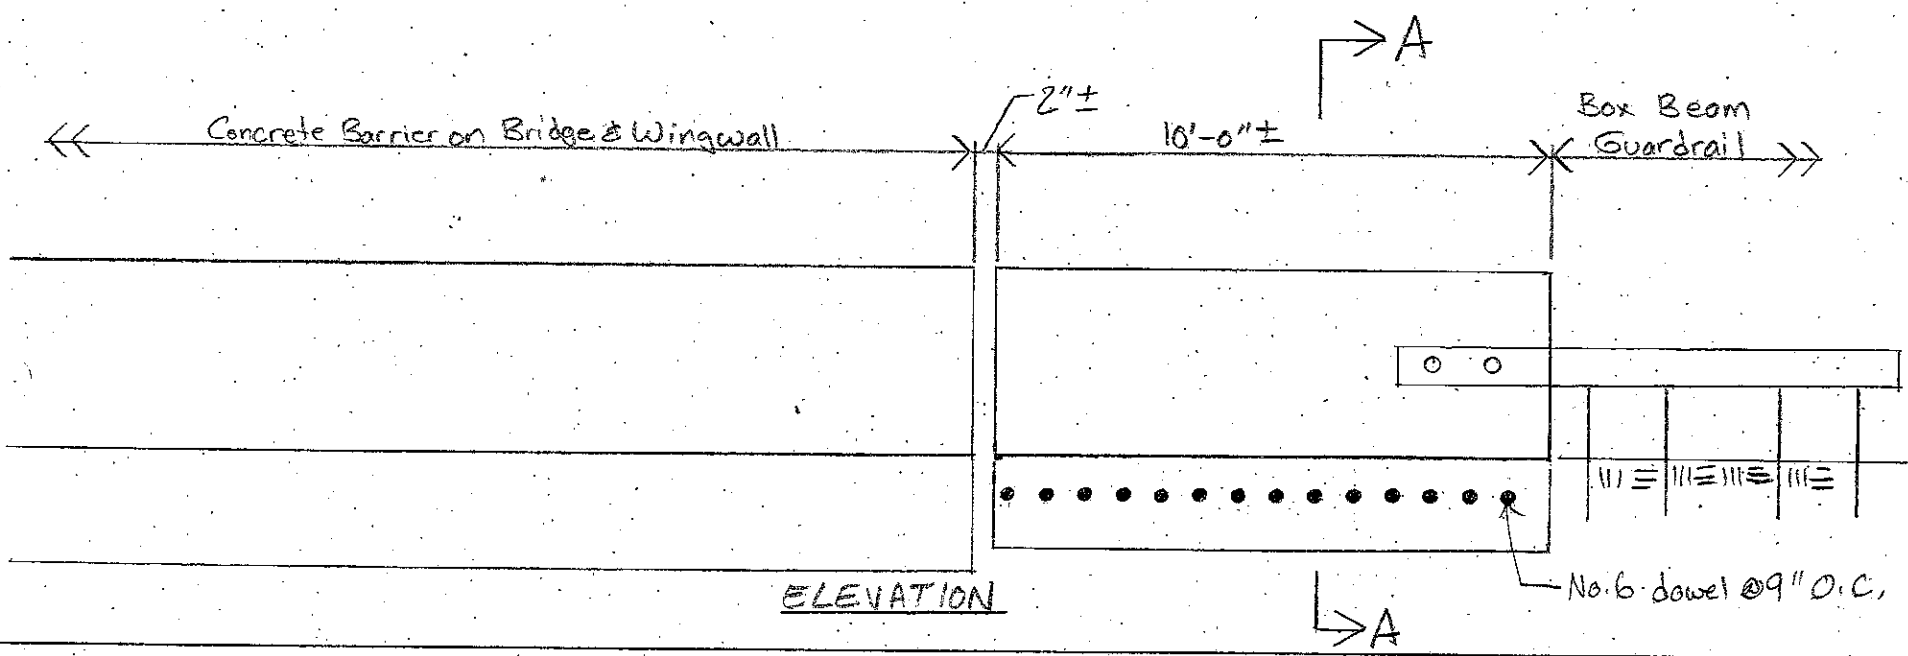 A
2"±
Concrete Barrier on Bridge & Wingwall
10'-0"±
Box Beam
Guardrail
No. 6 dowel @ 9" O.C.
ELEVATION
A